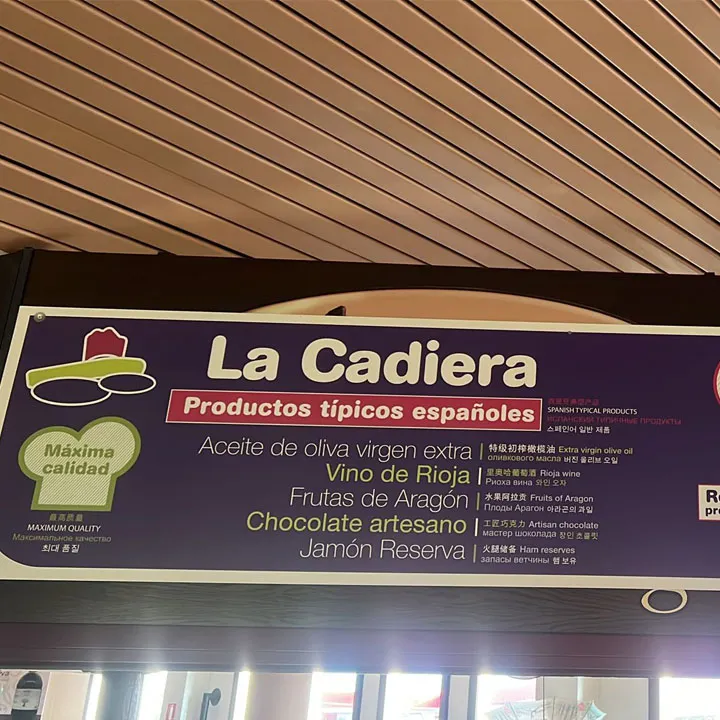 La Cadiera
Productos típicos españoles
SPANISH TYPICAL PRODUCTS
ИСПАНСКИЙ ТИПИЧНЫЕ ПРОДУКТЫ
스페인어 일반 제품
Aceite de oliva virgen extra
特级初榨橄榄油 Extra virgin olive oil
оливкового масла 버진 올리브 오일
Vino de Rioja
里奥哈葡萄酒 Rioja wine
Риоха вина 와인 오자
Frutas de Aragón
水果阿拉贡 Fruits of Aragon
Плоды Арагон 아라곤의 과일
Chocolate artesano
工匠巧克力 Artisan chocolate
мастер шоколада 장인 초콜릿
Jamón Reserva
火腿储备 Ham reserves
запасы ветчины 햄 보유
Máxima
calidad
最高质量
MAXIMUM QUALITY
Максимальное качество
최대 품질